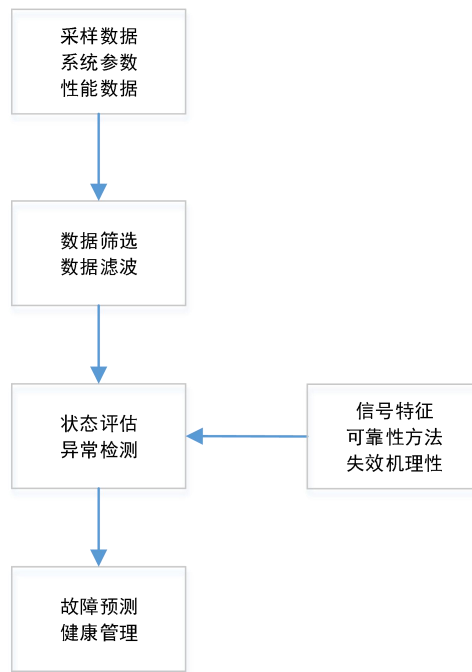 采样数据
系统参数
性能数据
数据筛选
数据滤波
状态评估
异常检测
信号特征
可靠性方法
失效机理性
故障预测
健康管理